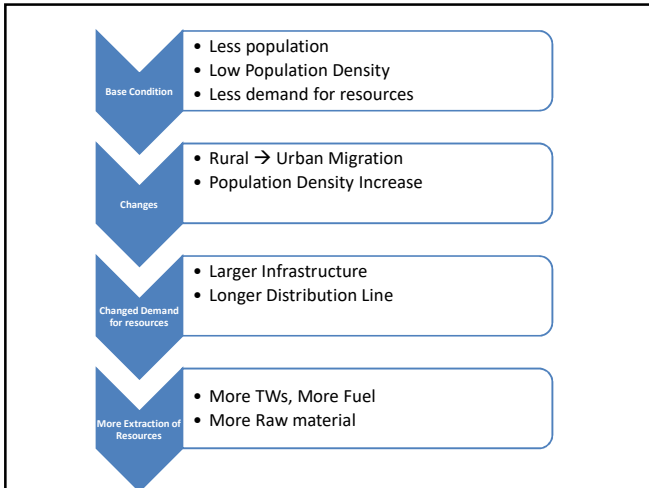 Base Condition
• Less population
• Low Population Density
• Less demand for resources
Changes
• Rural → Urban Migration
• Population Density Increase
Changed Demand
for resources
• Larger Infrastructure
• Longer Distribution Line
More Extraction of
Resources
• More TWs, More Fuel
• More Raw material